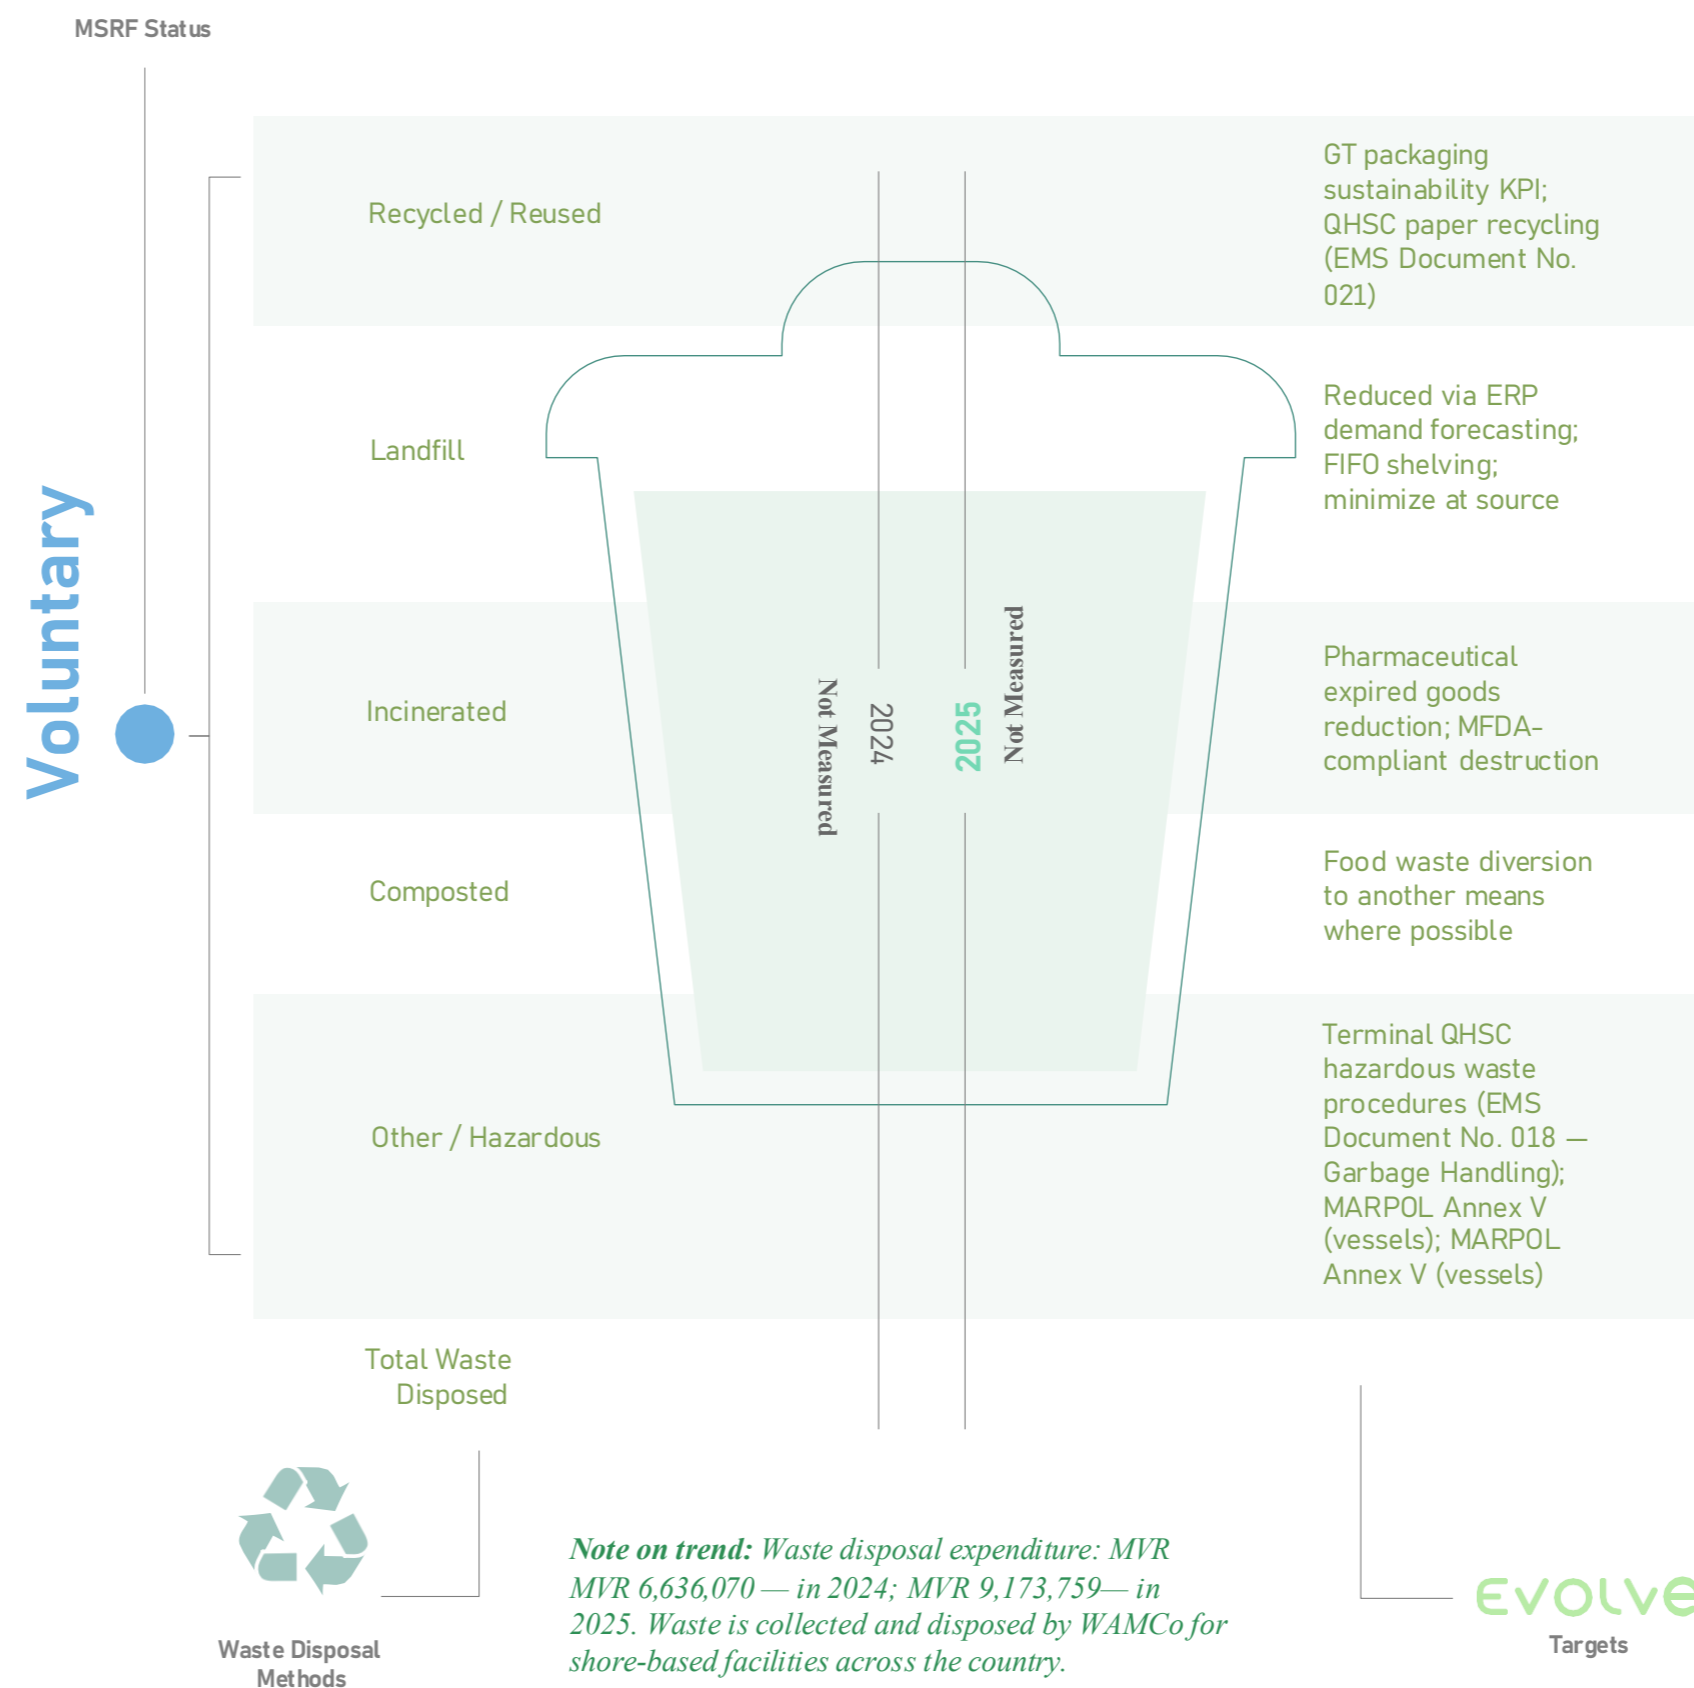 MSRF Status
Voluntary
Recycled / Reused
GT packaging
sustainability KPI;
QHSC paper recycling
(EMS Document No.
021)
Landfill
Reduced via ERP
demand forecasting;
FIFO shelving;
minimize at source
Incinerated
Not Measured
2024
2025
Not Measured
Pharmaceutical
expired goods
reduction; MFDA-
compliant destruction
Composted
Food waste diversion
to another means
where possible
Other / Hazardous
Terminal QHSC
hazardous waste
procedures (EMS
Document No. 018 —
Garbage Handling);
MARPOL Annex V
(vessels); MARPOL
Annex V (vessels)
Total Waste
Disposed
Waste Disposal
Methods
Note on trend: Waste disposal expenditure: MVR
MVR 6,636,070 — in 2024; MVR 9,173,759— in
2025. Waste is collected and disposed by WAMCo for
shore-based facilities across the country.
EVOLVE
Targets